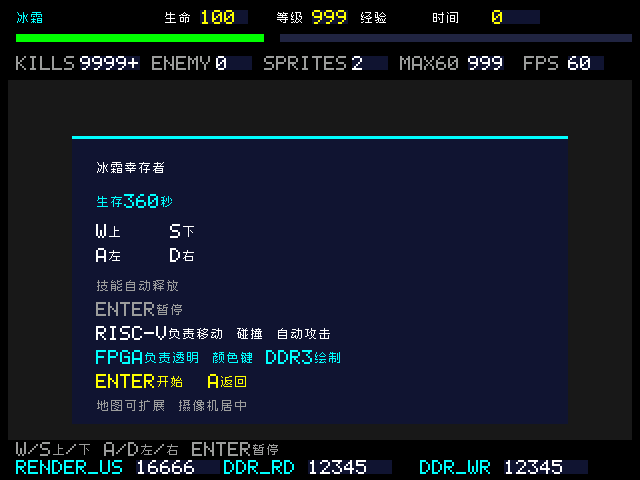 冰霜 生命 100 等级 999 经验 时间 0
KILLS 9999+ ENEMY 0 SPRITES 2 MAX60 999 FPS 60
冰霜幸存者
生存360秒
W上 S下
A左 D右
技能自动释放
ENTER暂停
RISC-V负责移动 碰撞 自动攻击
FPGA负责透明 颜色键 DDR3绘制
ENTER开始 A返回
地图可扩展 摄像机居中
W/S上/下 A/D左/右 ENTER暂停
RENDER_US 16666 DDR_RD 12345 DDR_WR 12345